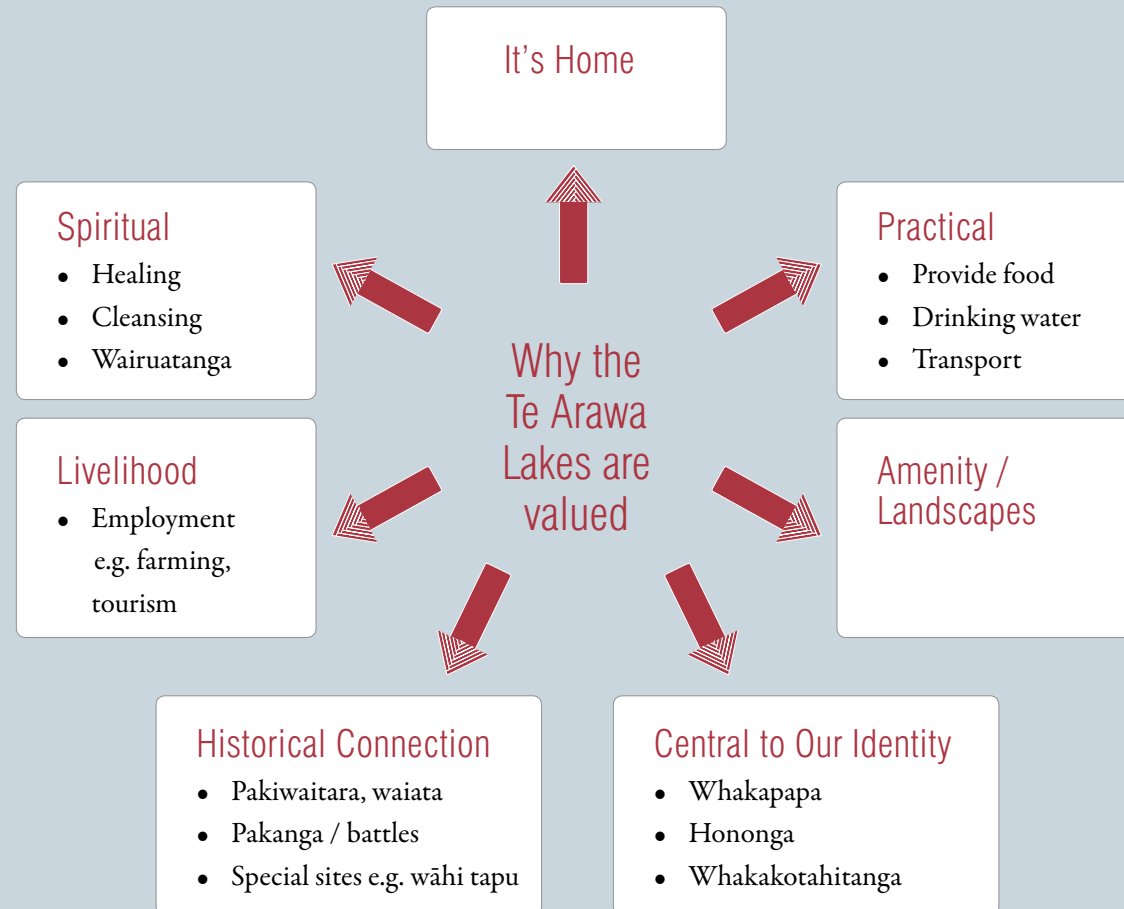 It’s Home
Spiritual
• Healing
• Cleansing
• Wairuatanga
Practical
• Provide food
• Drinking water
• Transport
Why the
Te Arawa
Lakes are
valued
Livelihood
• Employment
e.g. farming,
tourism
Amenity /
Landscapes
Historical Connection
• Pakiwaitara, waiata
• Pakanga / battles
• Special sites e.g. wāhi tapu
Central to Our Identity
• Whakapapa
• Hononga
• Whakakotahitanga